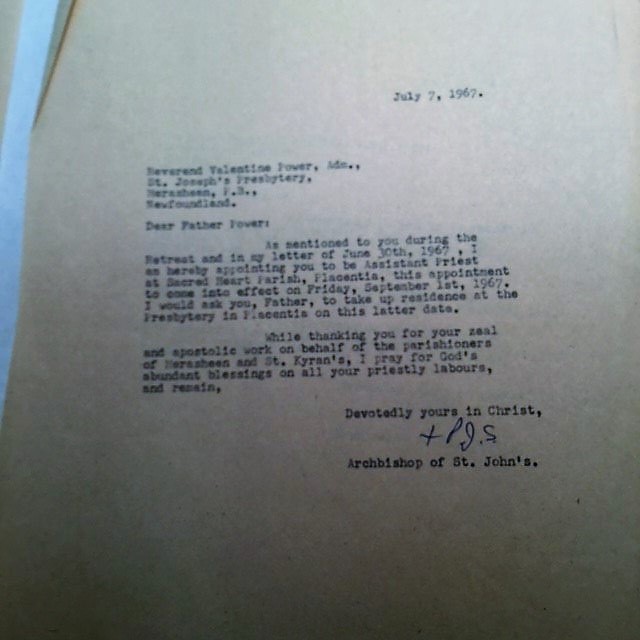 July 7, 1967.
Reverend Valentine Power, Adm.,
St. Joseph's Presbytery,
Merasheen, P.B.,
Newfoundland.
Dear Father Power:
As mentioned to you during the
Retreat and in my letter of June 30th, 1967 I
am hereby appointing you to be Assistant Priest
at Sacred Heart Parish, Placentia, this appointment
to come into effect on Friday, September 1st, 1967.
I would ask you, Father, to take up residence at the
Presbytery in Placentia on this latter date.
While thanking you for your zeal
and apostolic work on behalf of the parishioners
of Merasheen and St. Kyran's, I pray for God's
abundant blessings on all your priestly labours,
and remain,
Devotedly yours in Christ,
+ P.J.S
Archbishop of St. John's.